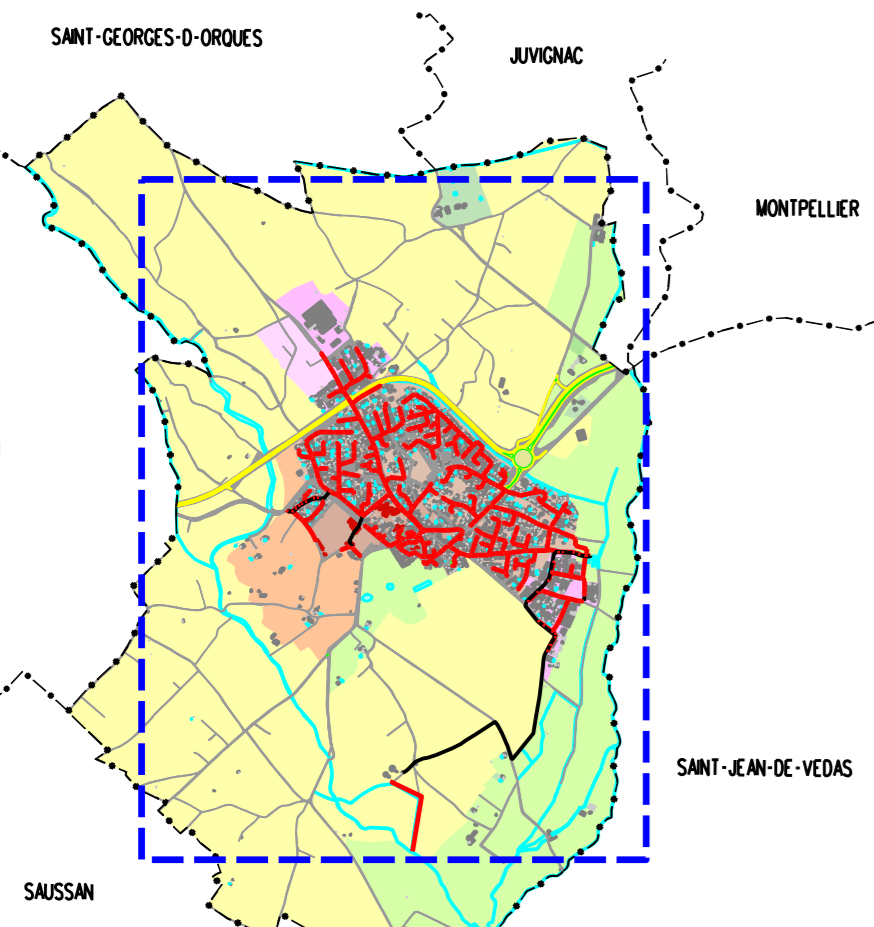 SAINT-GEORGES-D-ORQUES
JUVIGNAC
MONTPELLIER
SAINT-JEAN-DE-VEDAS
SAUSSAN